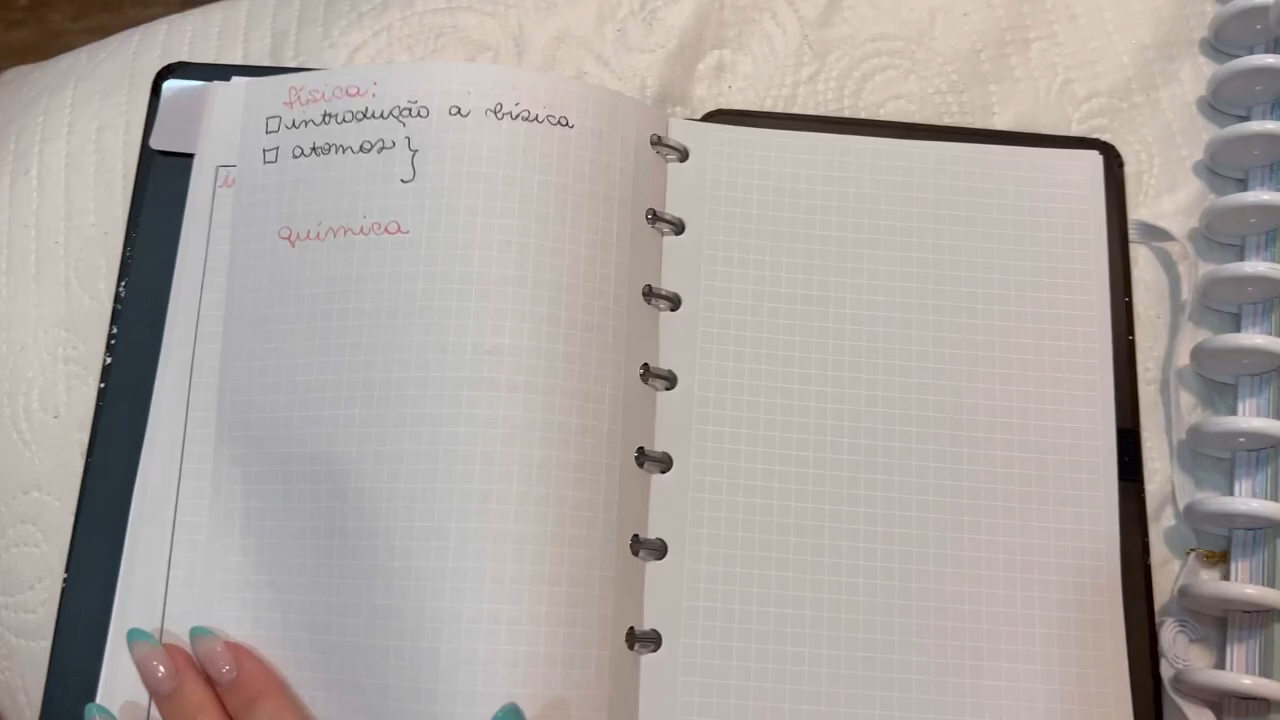 física:
introdução a física
atomos }
química